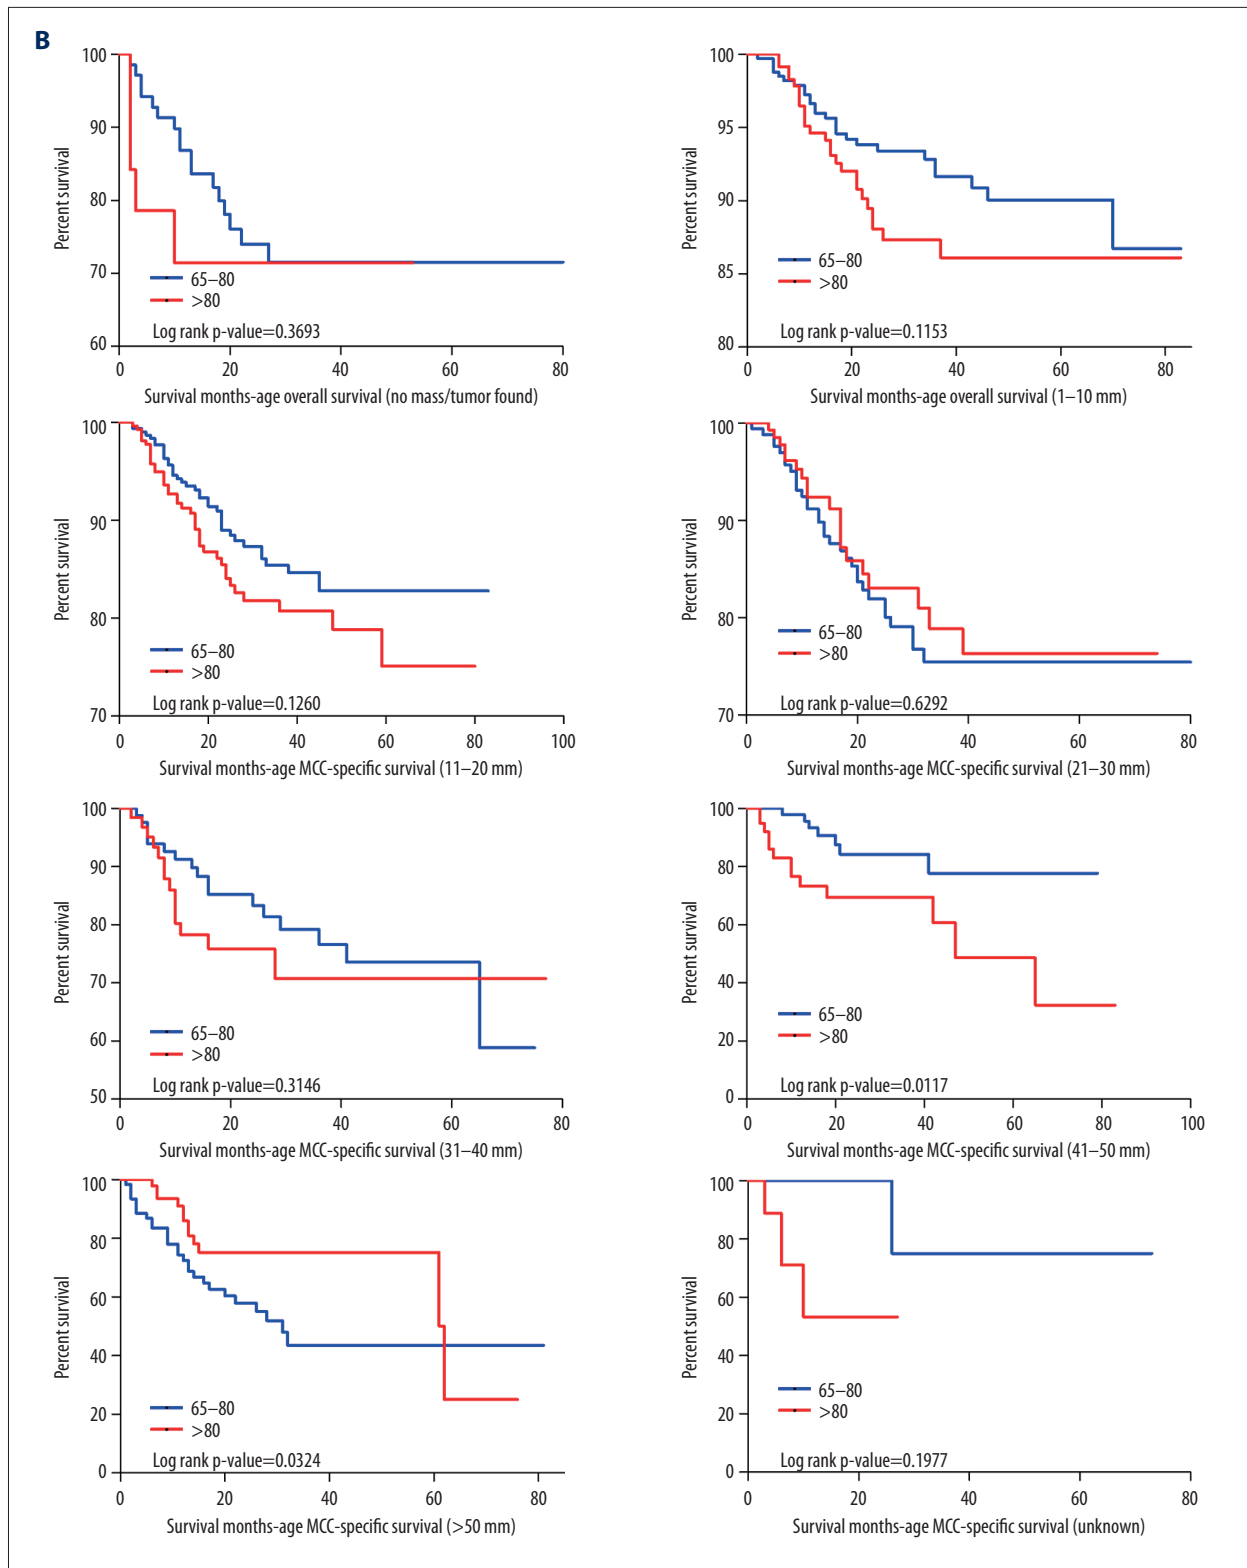 B
100
90
80
70
60
Percent survival
65–80
>80
Log rank p-value=0.3693
0 20 40 60 80
Survival months-age overall survival (no mass/tumor found)
100
95
90
85
80
Percent survival
65–80
>80
Log rank p-value=0.1153
0 20 40 60 80
Survival months-age overall survival (1–10 mm)
100
90
80
70
Percent survival
65–80
>80
Log rank p-value=0.1260
0 20 40 60 80 100
Survival months-age MCC-specific survival (11–20 mm)
100
90
80
70
Percent survival
65–80
>80
Log rank p-value=0.6292
0 20 40 60 80
Survival months-age MCC-specific survival (21–30 mm)
100
90
80
70
60
50
Percent survival
65–80
>80
Log rank p-value=0.3146
0 20 40 60 80
Survival months-age MCC-specific survival (31–40 mm)
100
80
60
40
20
0
Percent survival
65–80
>80
Log rank p-value=0.0117
0 20 40 60 80 100
Survival months-age MCC-specific survival (41–50 mm)
100
80
60
40
20
0
Percent survival
65–80
>80
Log rank p-value=0.0324
0 20 40 60 80
Survival months-age MCC-specific survival (>50 mm)
100
80
60
40
20
0
Percent survival
65–80
>80
Log rank p-value=0.1977
0 20 40 60 80
Survival months-age MCC-specific survival (unknown)